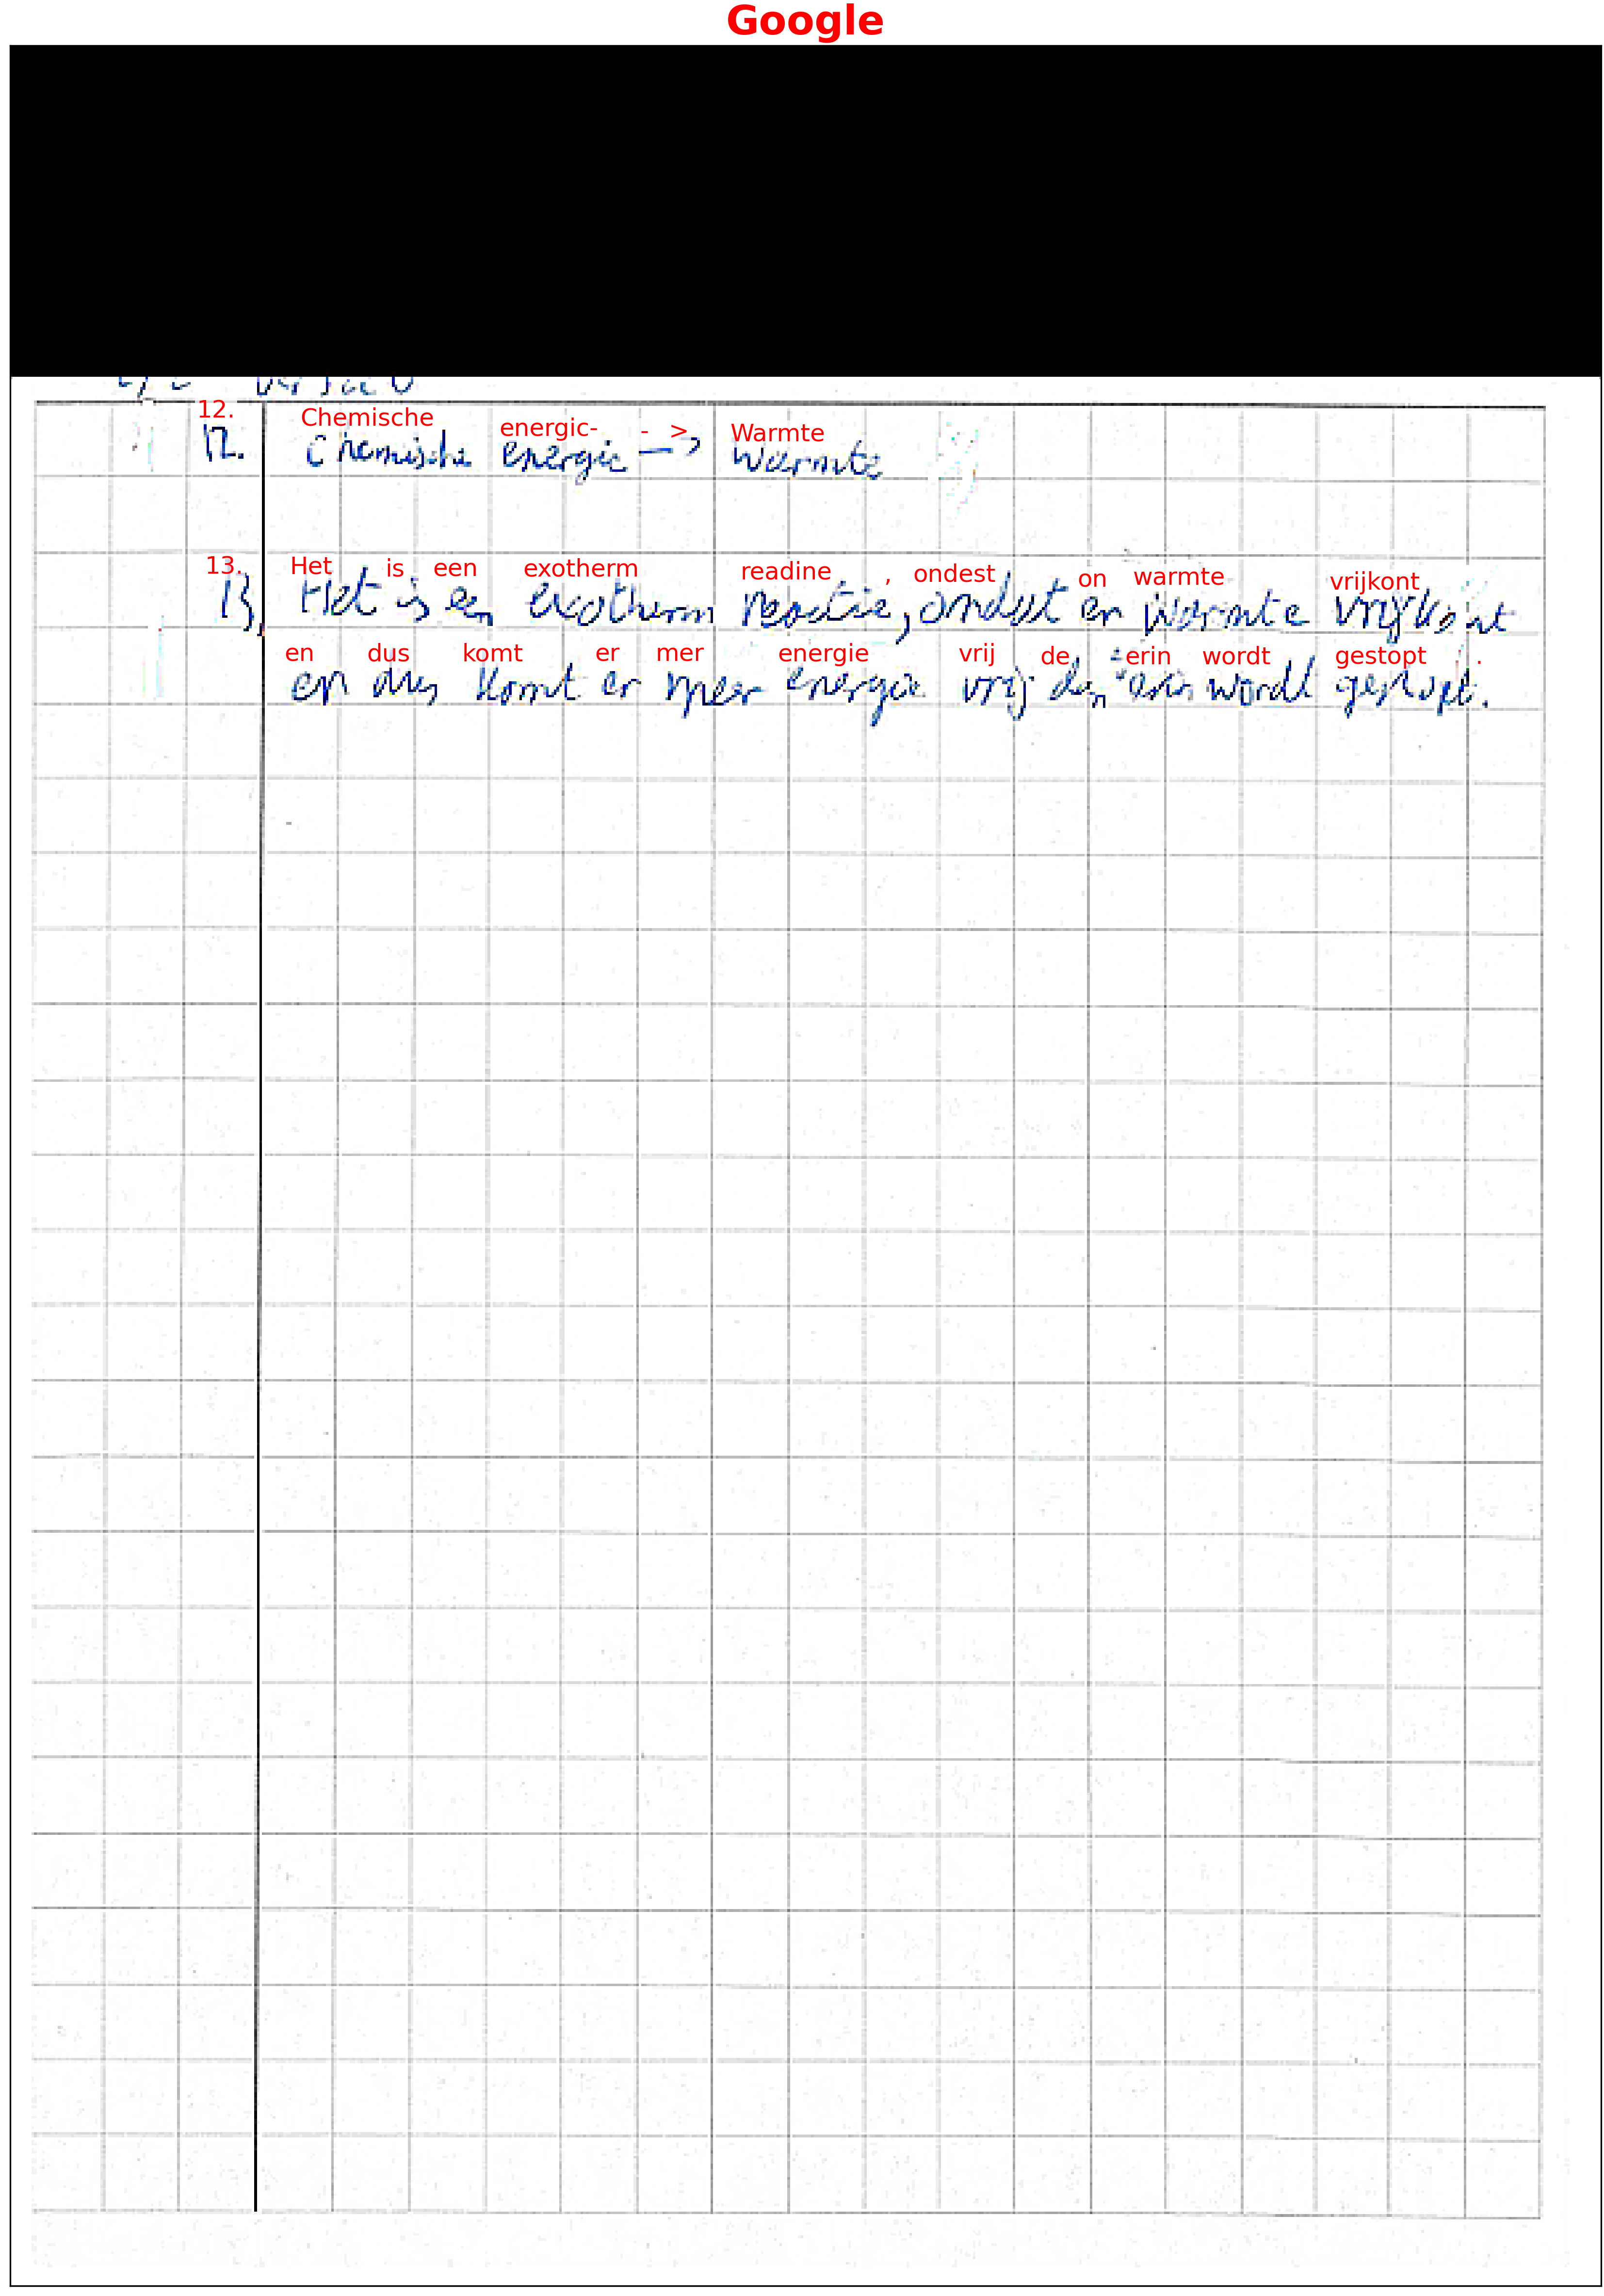 Google
12. Chemische energic- - > Warmte
12. Chemische energie —> Warmte
13. Het is een exotherm readine , ondest on warmte vrijkont
13, Het is een exotherm reactie, omdat er warmte vrijkomt
en dus komt er mer energie vrij de erin wordt gestopt .
en dus komt er meer energie vrij dan erin wordt gestopt.